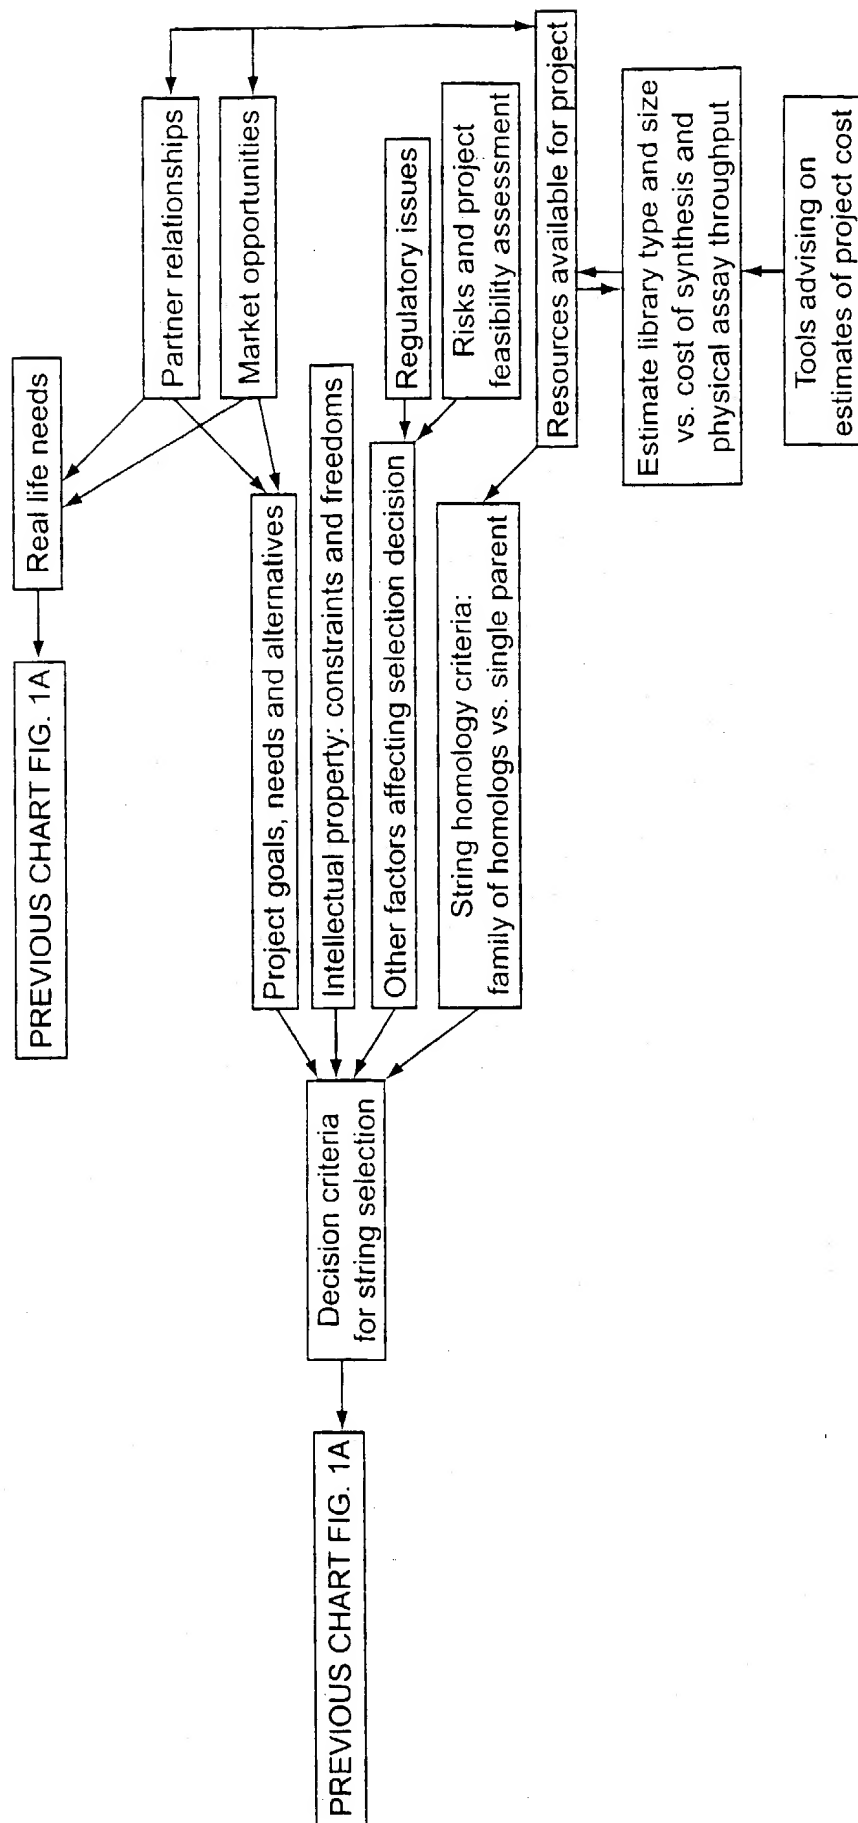 PREVIOUS CHART FIG. 1A
Real life needs
Partner relationships
Market opportunities
Project goals, needs and alternatives
Intellectual property: constraints and freedoms
Regulatory issues
Other factors affecting selection decision
Risks and project
feasibility assessment
String homology criteria:
family of homologs vs. single parent
Resources available for project
Decision criteria
for string selection
PREVIOUS CHART FIG. 1A
Estimate library type and size
vs. cost of synthesis and
physical assay throughput
Tools advising on
estimates of project cost